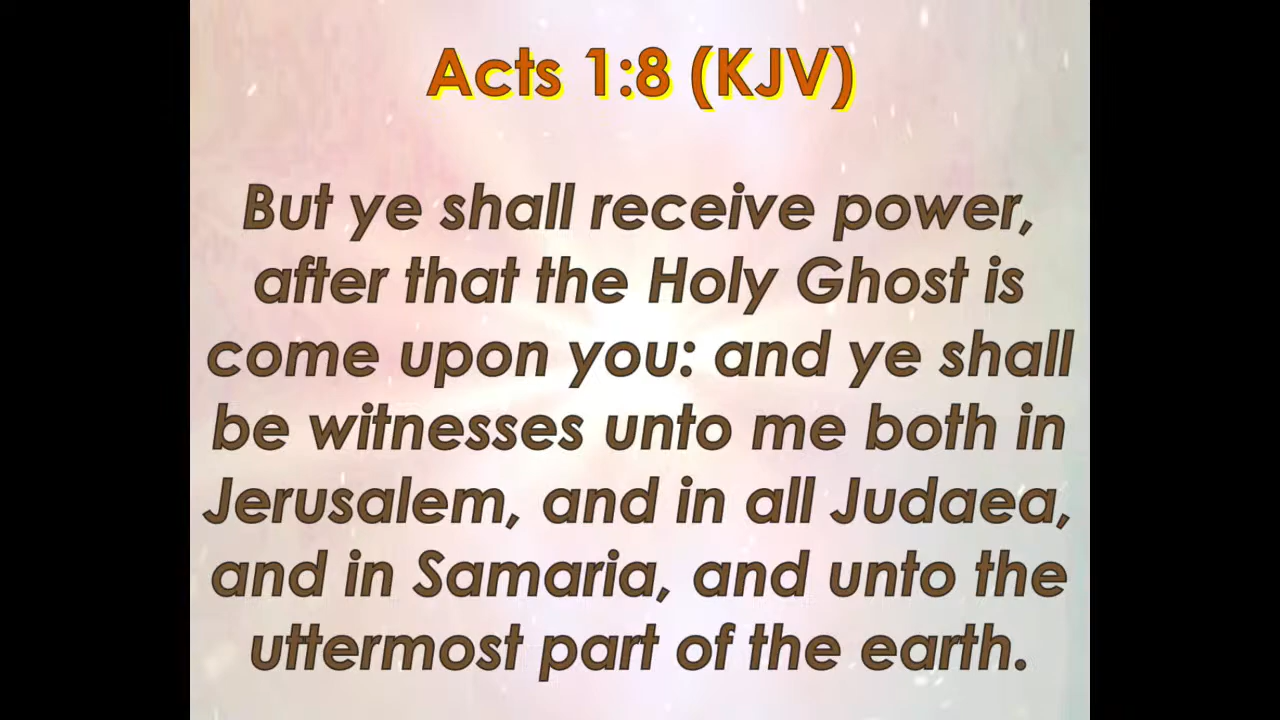 Acts 1:8 (KJV)
But ye shall receive power,
after that the Holy Ghost is
come upon you: and ye shall
be witnesses unto me both in
Jerusalem, and in all Judaea,
and in Samaria, and unto the
uttermost part of the earth.